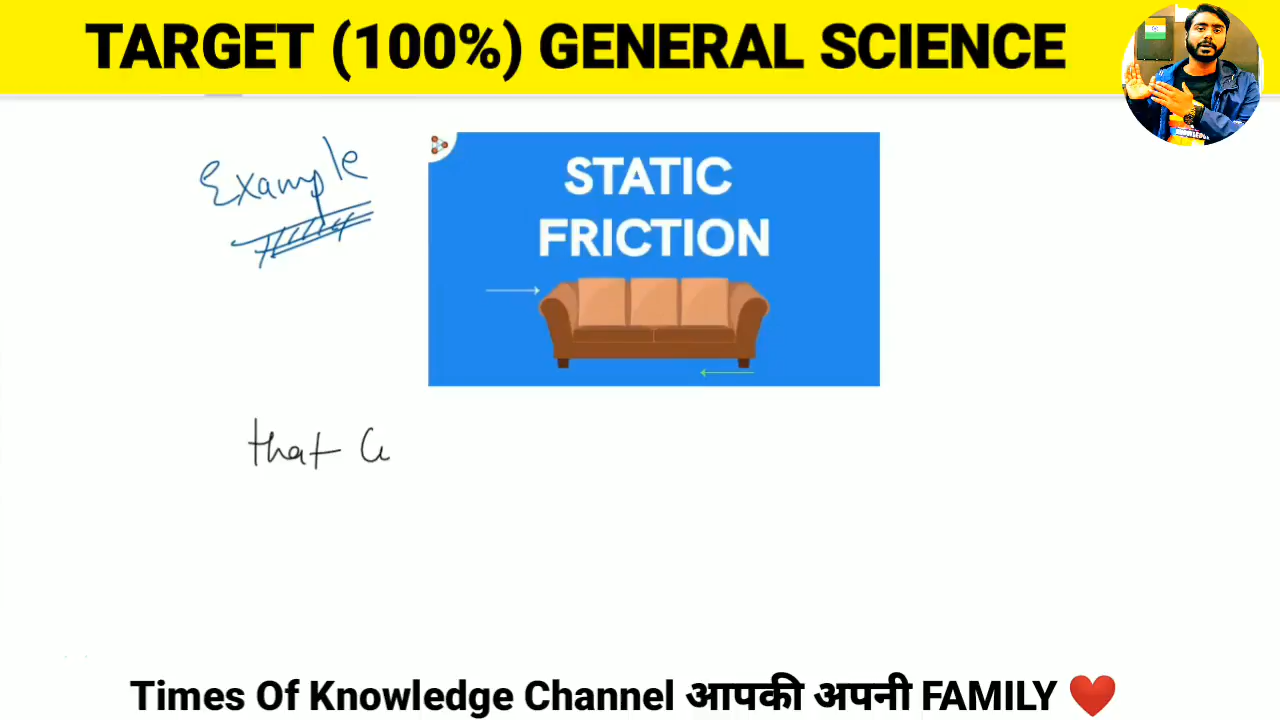 TARGET (100%) GENERAL SCIENCE
Example
STATIC
FRICTION
that
Times Of Knowledge Channel आपकी अपनी FAMILY ❤️